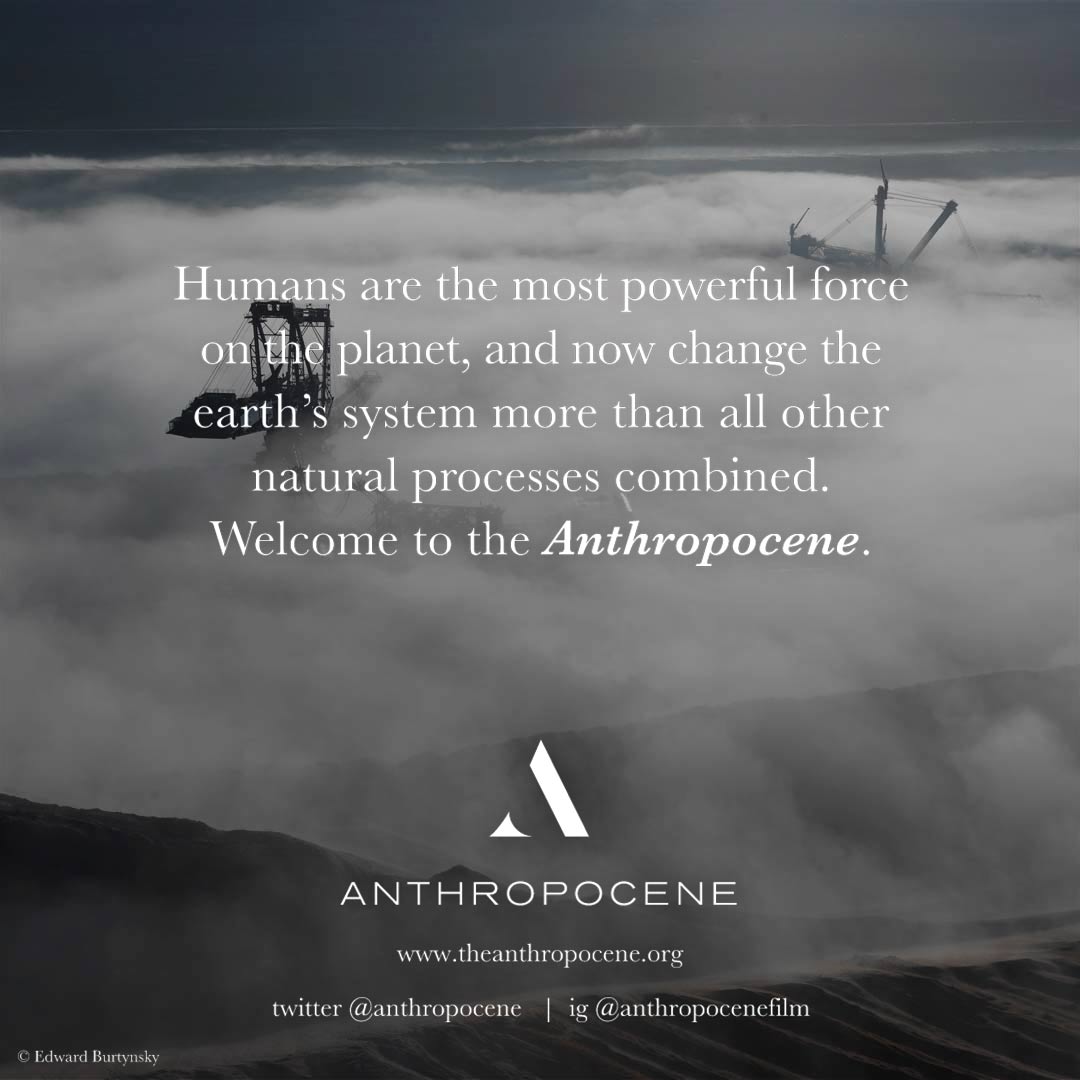 Humans are the most powerful force
on the planet, and now change the
earth's system more than all other
natural processes combined.
Welcome to the Anthropocene.
ANTHROPOCENE
www.theanthropocene.org
twitter @anthropocene | ig @anthropocenefilm
© Edward Burtynsky